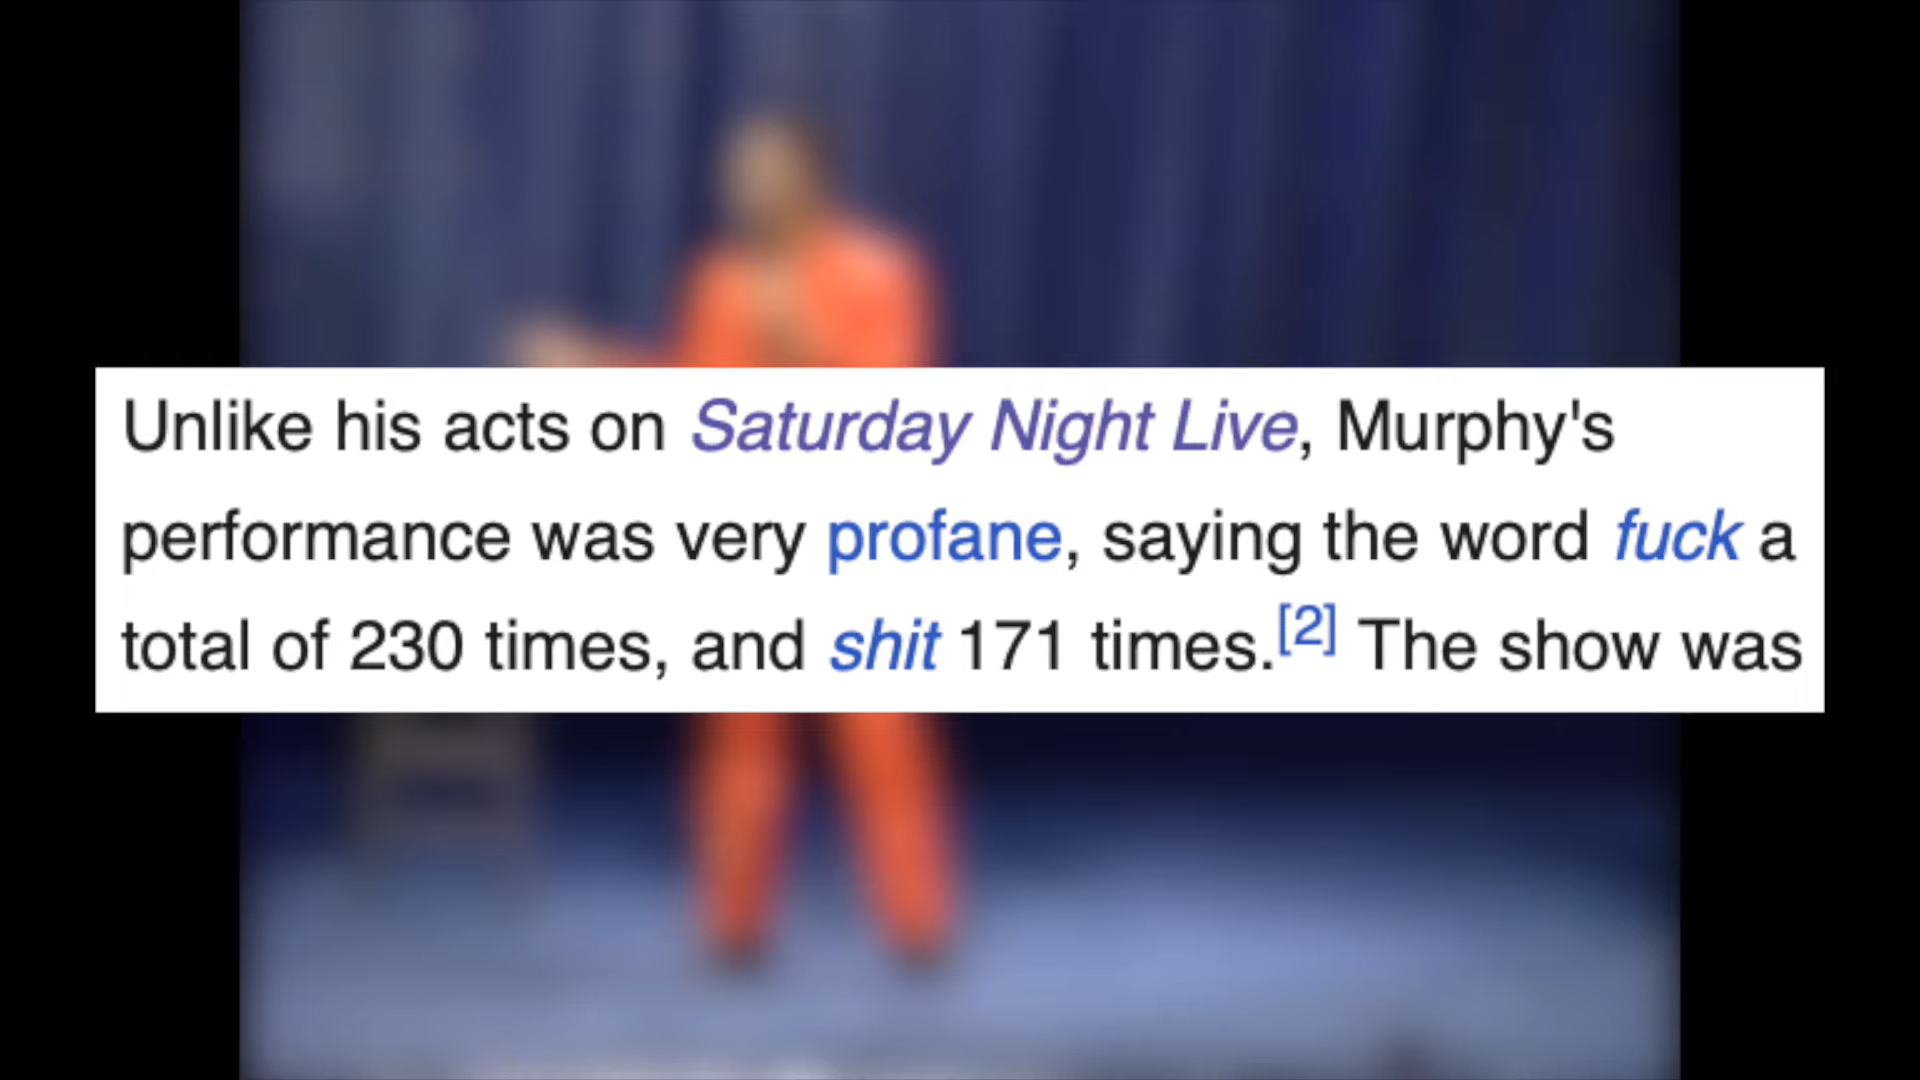 Unlike his acts on Saturday Night Live, Murphy's
performance was very profane, saying the word fuck a
total of 230 times, and shit 171 times.[2] The show was